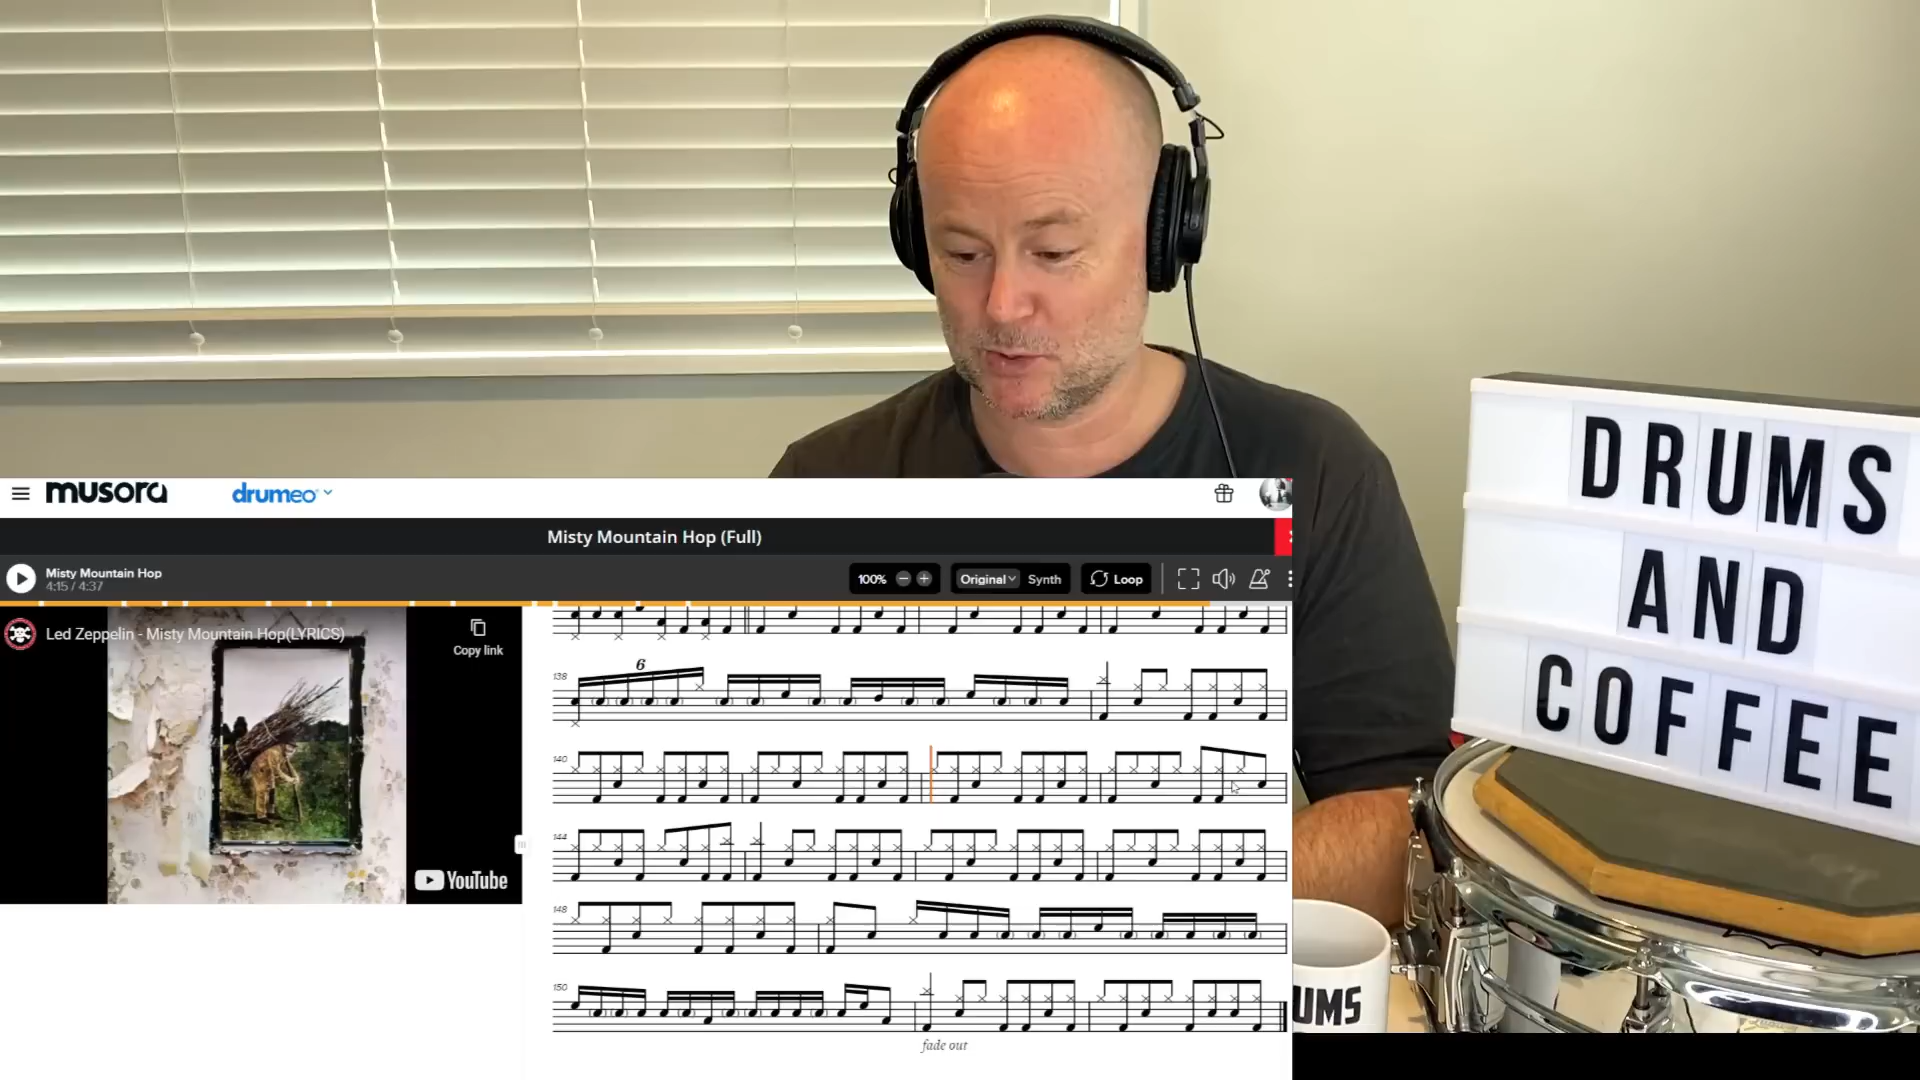 DRUMS
AND
COFFEE
musora
drumeo
Misty Mountain Hop (Full)
Misty Mountain Hop
4:15 / 4:37
100%
Original
Synth
Loop
Led Zeppelin - Misty Mountain Hop(LYRICS)
Copy link
YouTube
6
138
140
144
148
150
fade out
UMS